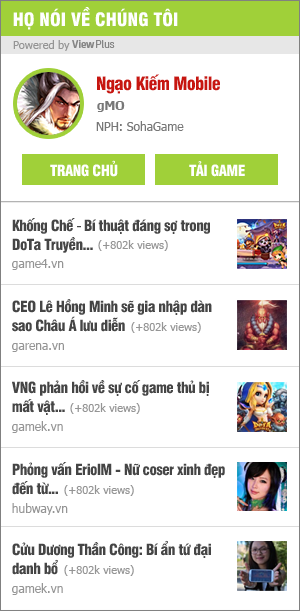 HỌ NÓI VỀ CHÚNG TÔI
Powered by ViewPlus
Ngạo Kiếm Mobile
gMO
NPH: SohaGame
TRANG CHỦ
TẢI GAME
Khống Chế - Bí thuật đáng sợ trong
DoTa Truyền... (+802k views)
game4.vn
CEO Lê Hồng Minh sẽ gia nhập dàn
sao Châu Á lưu diễn (+802k views)
garena.vn
VNG phản hồi về sự cố game thủ bị
mất vật... (+802k views)
gamek.vn
Phỏng vấn ErioIM - Nữ coser xinh đẹp
đến từ... (+802k views)
hubway.vn
Cửu Dương Thần Công: Bí ẩn tứ đại
danh bổ (+802k views)
gamek.vn